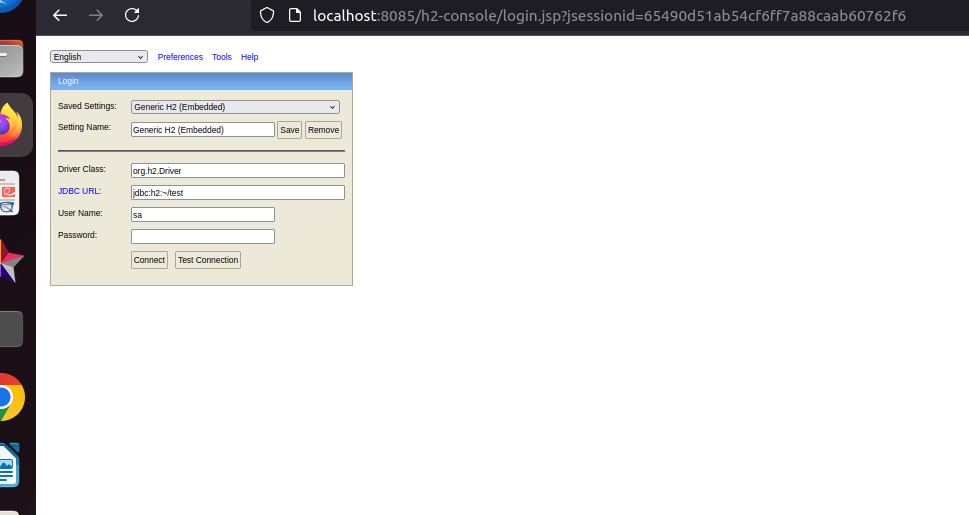 localhost:8085/h2-console/login.jsp?jsessionid=65490d51ab54cf6ff7a88caab60762f6
English Preferences Tools Help
Login
Saved Settings: Generic H2 (Embedded)
Setting Name: Generic H2 (Embedded) Save Remove
Driver Class: org.h2.Driver
JDBC URL: jdbc:h2:~/test
User Name: sa
Password:
Connect Test Connection